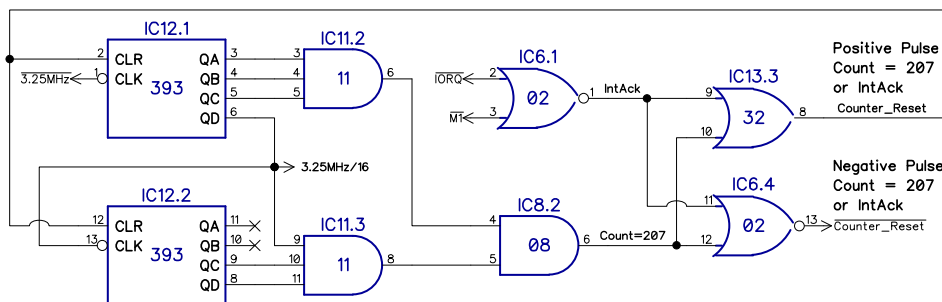 IC12.1
2 CLR QA 3
1 CLK QB 4
QC 5
QD 6
393
3.25MHz
IC11.2
3
4
5
11
6
IC6.1
IORQ 2
M1 3
02
1 IntAck
IC13.3
9
10
32
8
Positive Pulse
Count = 207
or IntAck
Counter_Reset
3.25MHz/16
IC12.2
12 CLR QA 11
13 CLK QB 10
QC 9
QD 8
393
IC11.3
9
10
11
11
8
IC8.2
4
5
08
6 Count=207
IC6.4
11
12
02
13
Negative Pulse
Count = 207
or IntAck
Counter_Reset